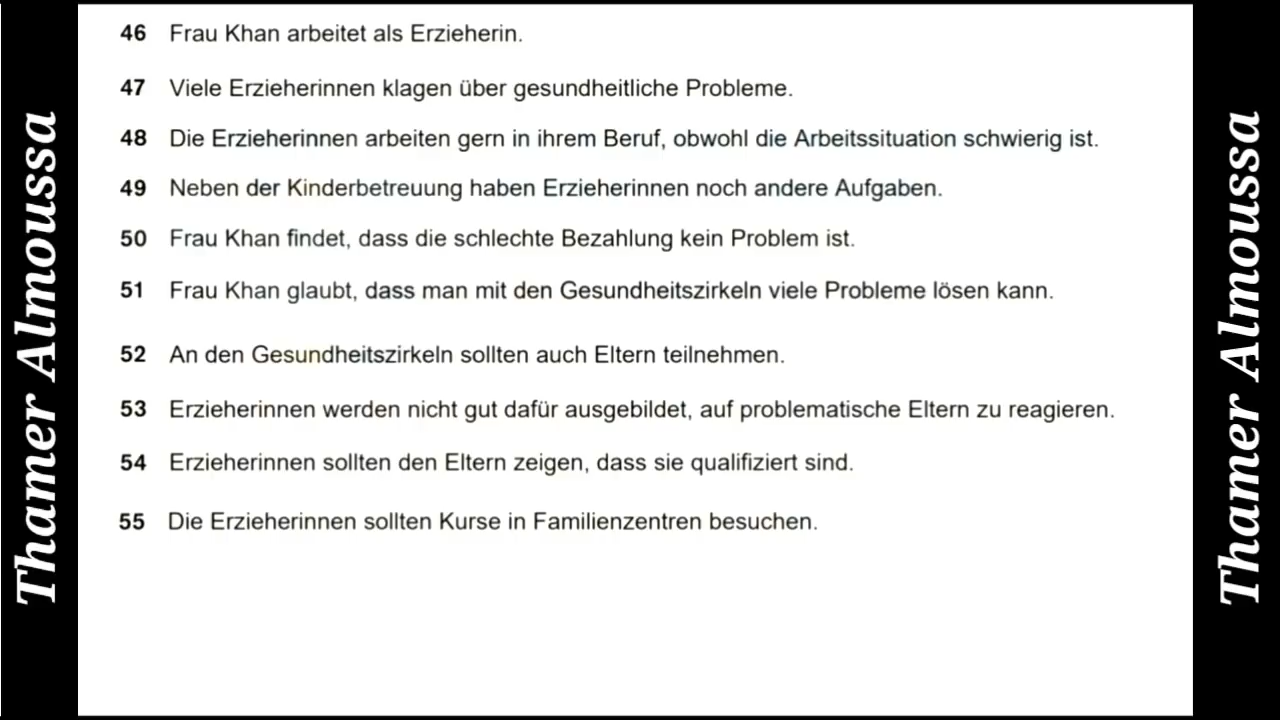 46 Frau Khan arbeitet als Erzieherin.
47 Viele Erzieherinnen klagen über gesundheitliche Probleme.
48 Die Erzieherinnen arbeiten gern in ihrem Beruf, obwohl die Arbeitssituation schwierig ist.
49 Neben der Kinderbetreuung haben Erzieherinnen noch andere Aufgaben.
50 Frau Khan findet, dass die schlechte Bezahlung kein Problem ist.
51 Frau Khan glaubt, dass man mit den Gesundheitszirkeln viele Probleme lösen kann.
52 An den Gesundheitszirkeln sollten auch Eltern teilnehmen.
53 Erzieherinnen werden nicht gut dafür ausgebildet, auf problematische Eltern zu reagieren.
54 Erzieherinnen sollten den Eltern zeigen, dass sie qualifiziert sind.
55 Die Erzieherinnen sollten Kurse in Familienzentren besuchen.
Thamer Almoussa
Thamer Almoussa